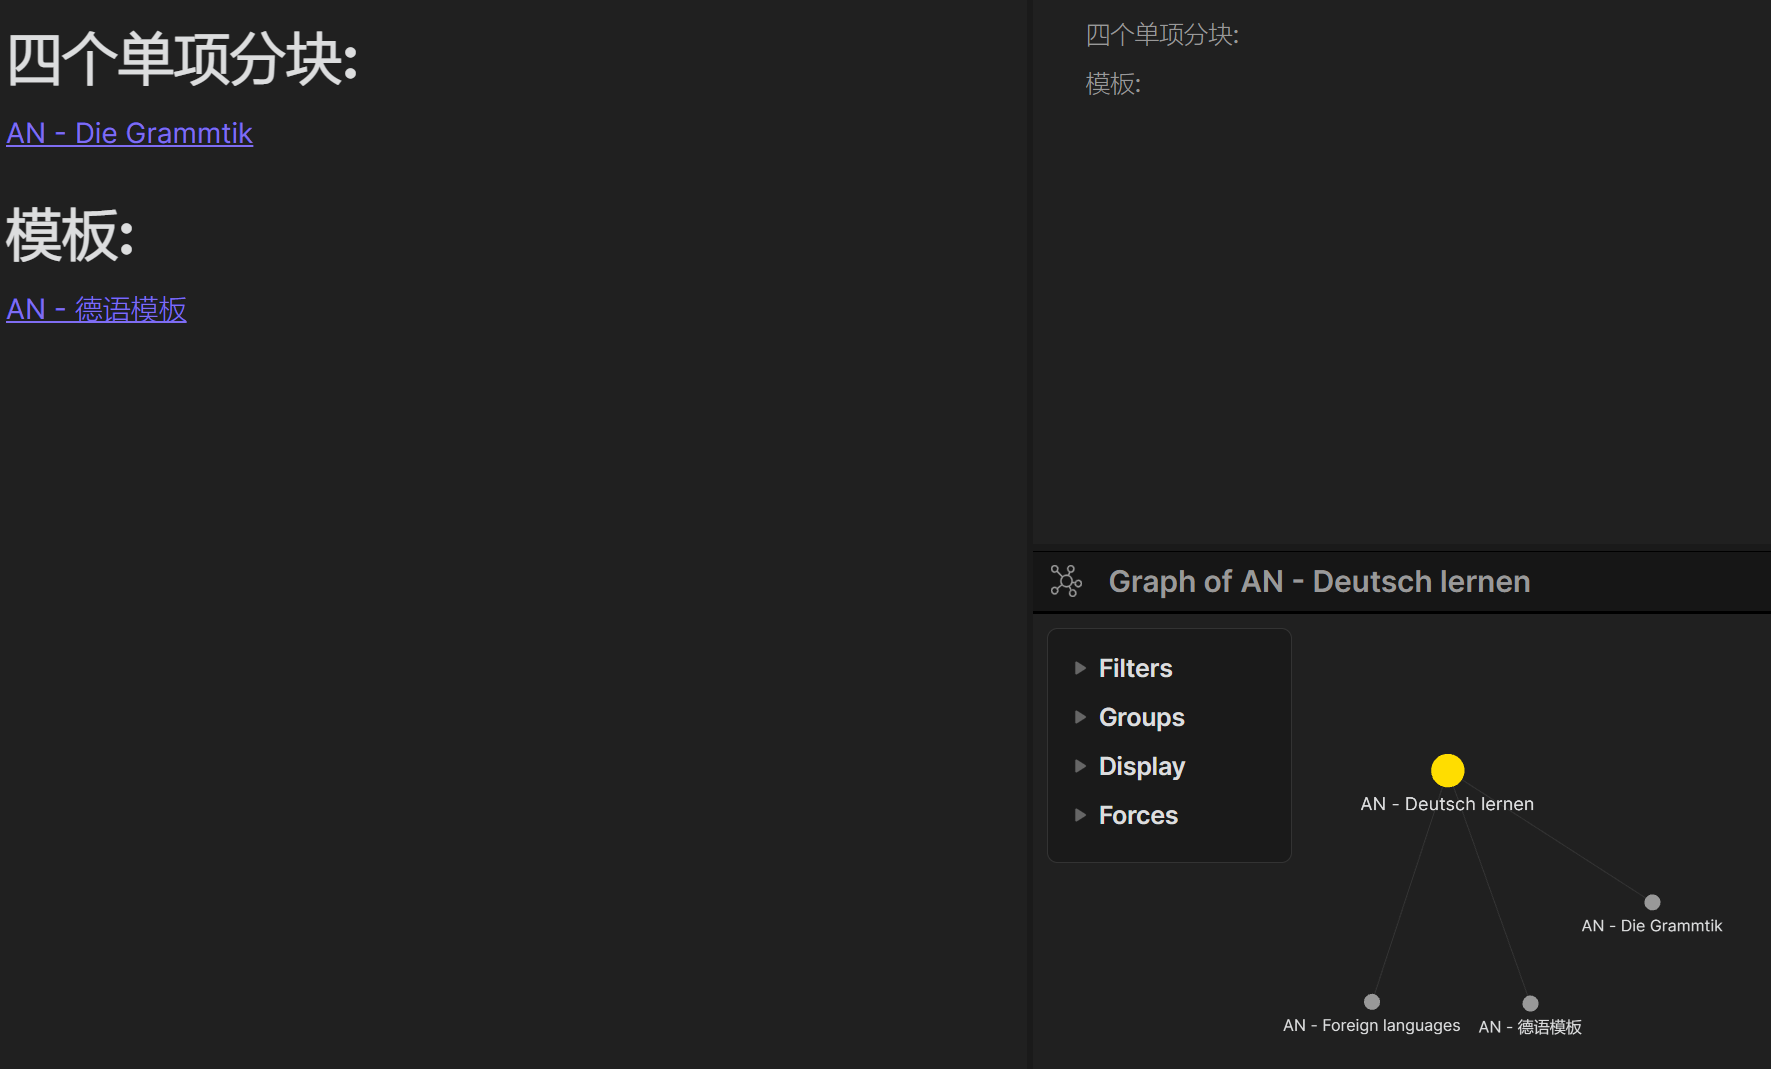 四个单项分块:
AN - Die Grammtik
模板:
AN - 德语模板
四个单项分块:
模板:
Graph of AN - Deutsch lernen
Filters
Groups
Display
Forces
AN - Deutsch lernen
AN - Die Grammtik
AN - Foreign languages
AN - 德语模板